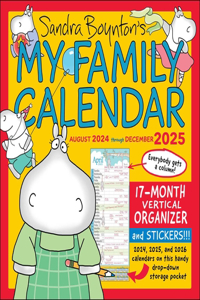 Sandra Boynton's
MY FAMILY
CALENDAR
AUGUST 2024 through DECEMBER 2025
Everybody gets
a column!
April
17-MONTH
VERTICAL
ORGANIZER
and STICKERS!!!
2024, 2025, and 2026
calendars on this handy
drop-down
storage pocket